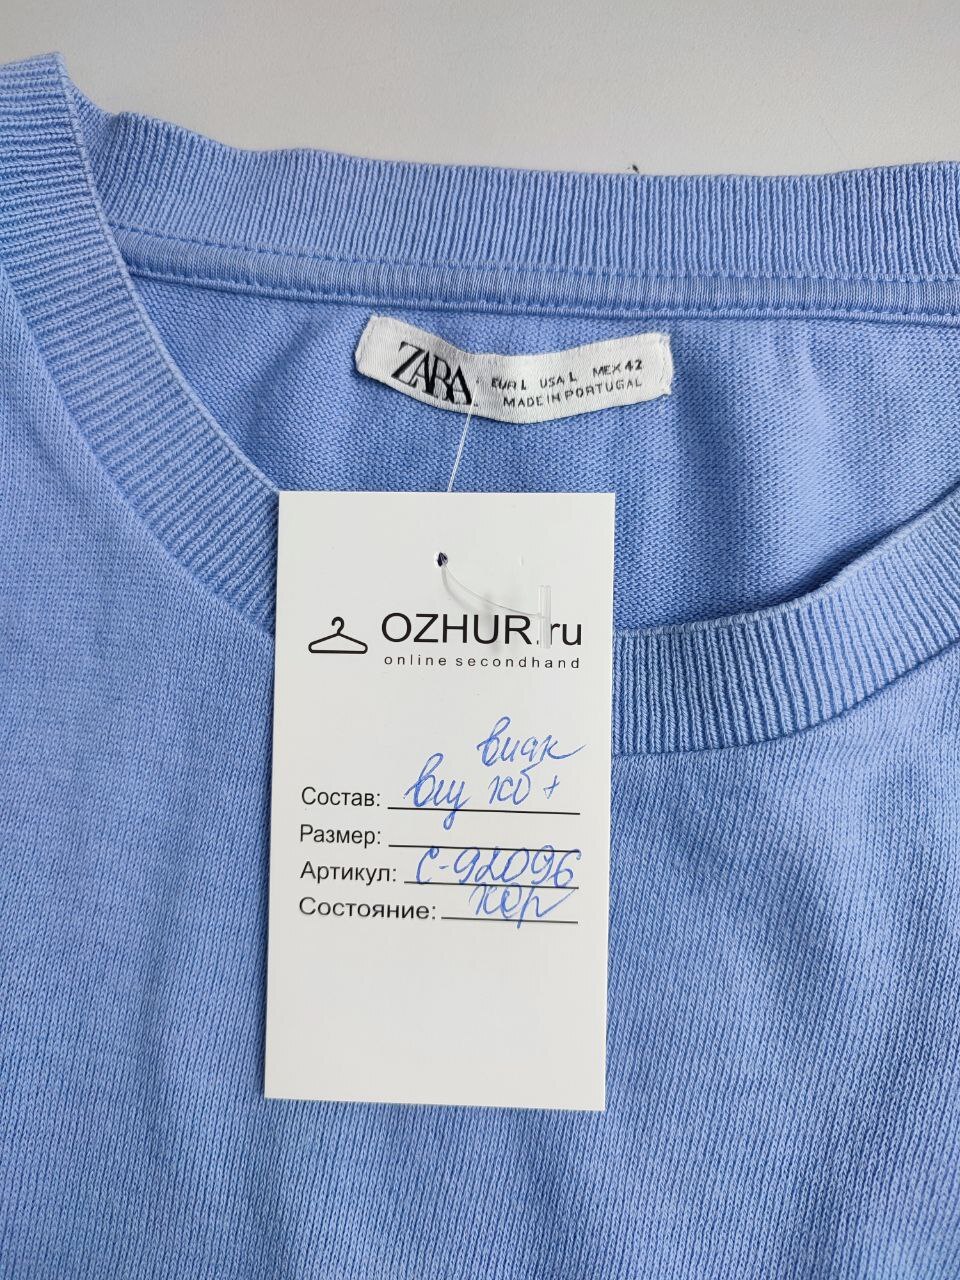 ZARA
EUR L USA L MEX 42
MADE IN PORTUGAL
OZHUR.ru
online secondhand
виск
Состав: виz хб +
Размер:
Артикул: С-92096
Состояние: хор